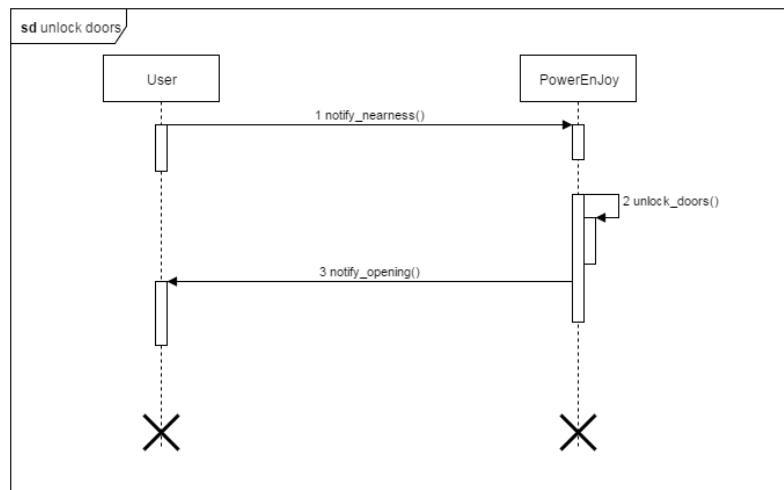 sd unlock doors
User
PowerEnJoy
1 notify_nearness()
2 unlock_doors()
3 notify_opening()